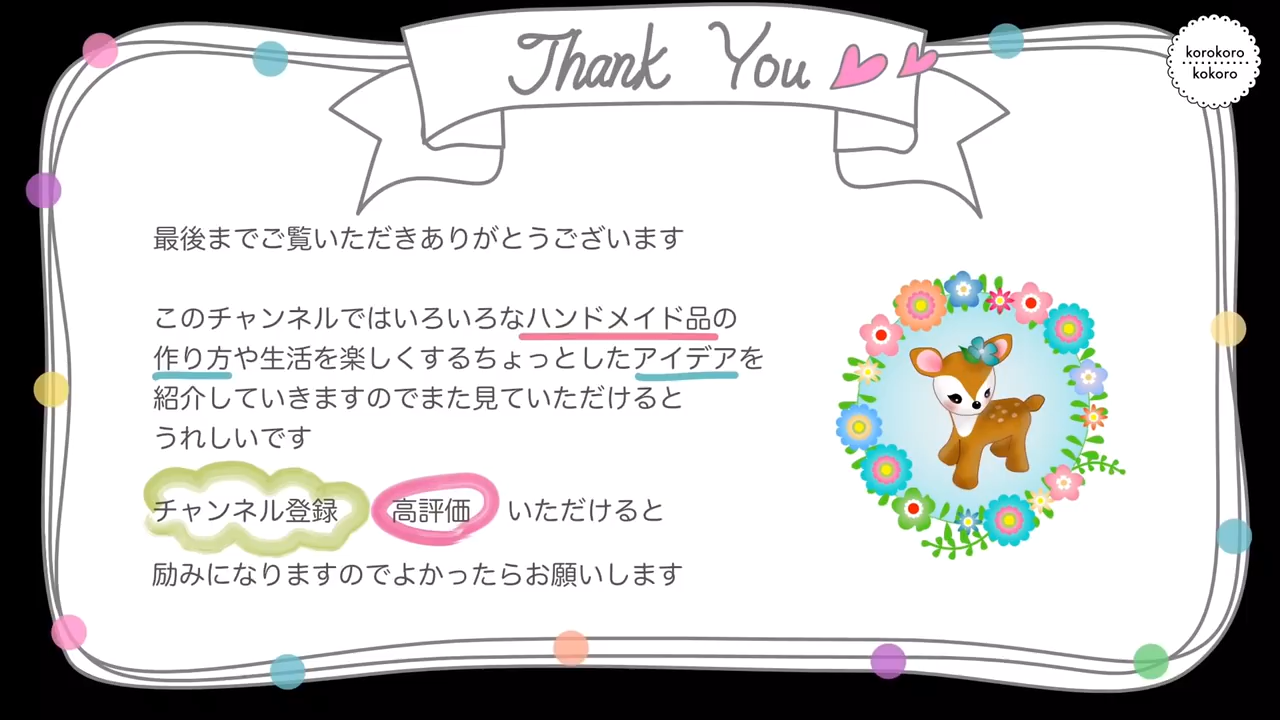 Thank You
korokoro
kokoro
最後までご覧いただきありがとうございます
このチャンネルではいろいろなハンドメイド品の
作り方や生活を楽しくするちょっとしたアイデアを
紹介していきますのでまた見ていただけると
うれしいです
チャンネル登録 高評価 いただけると
励みになりますのでよかったらお願いします